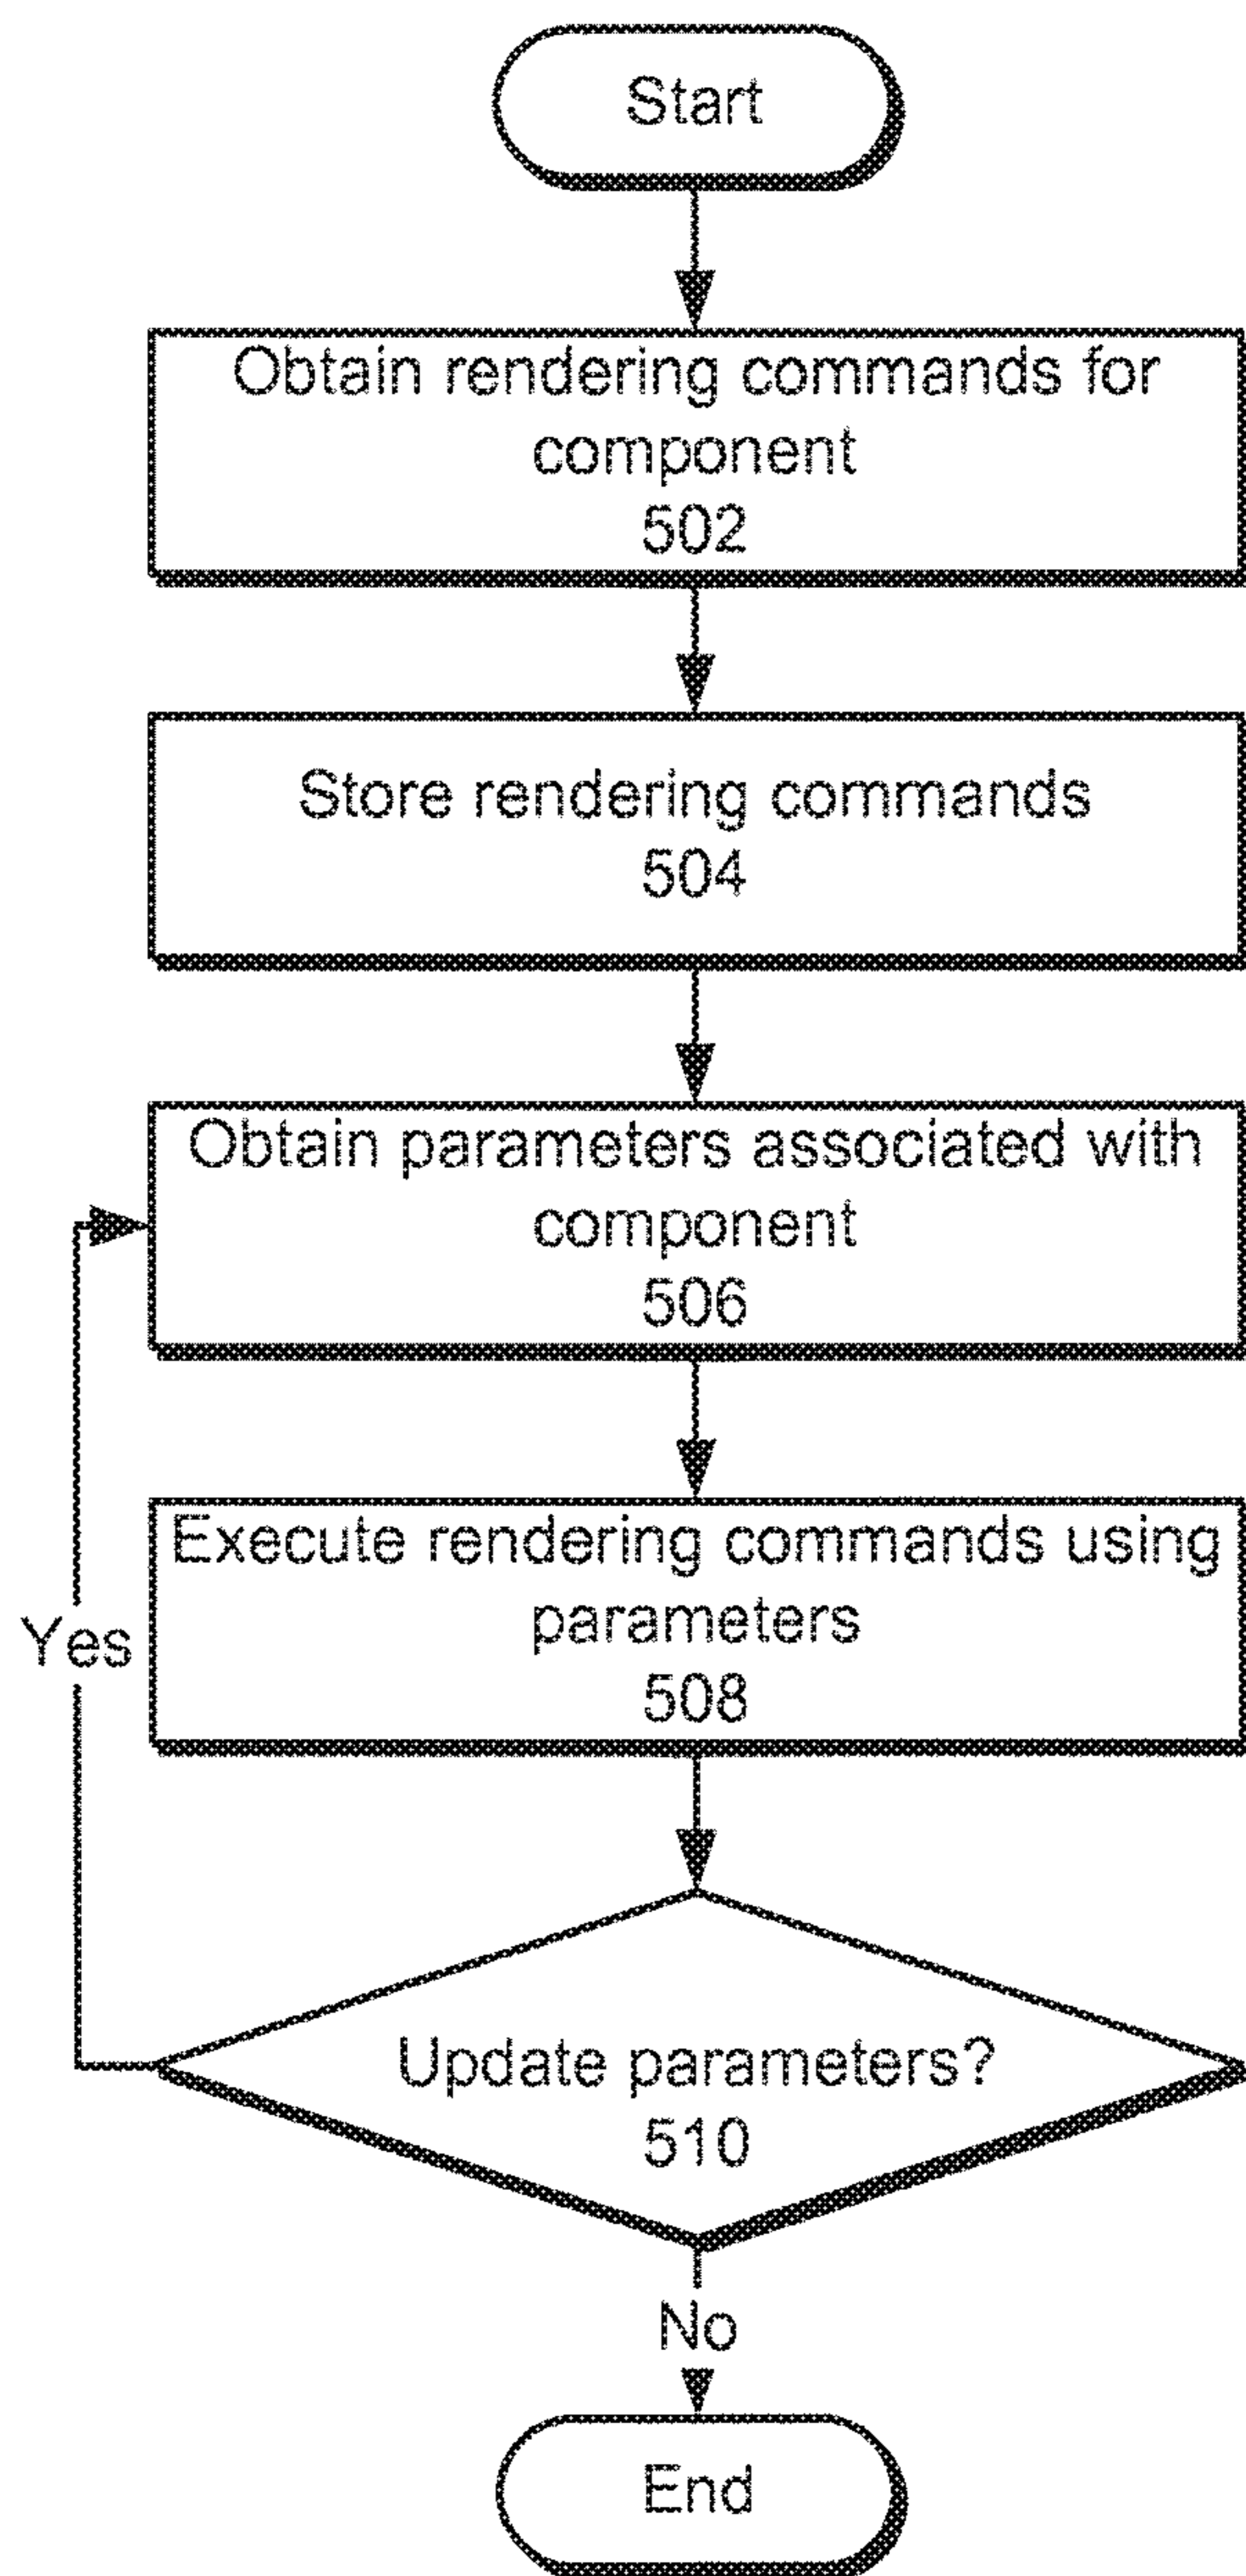 Start
Obtain rendering commands for
component
502
Store rendering commands
504
Obtain parameters associated with
component
506
Execute rendering commands using
parameters
508
Yes
Update parameters?
510
No
End